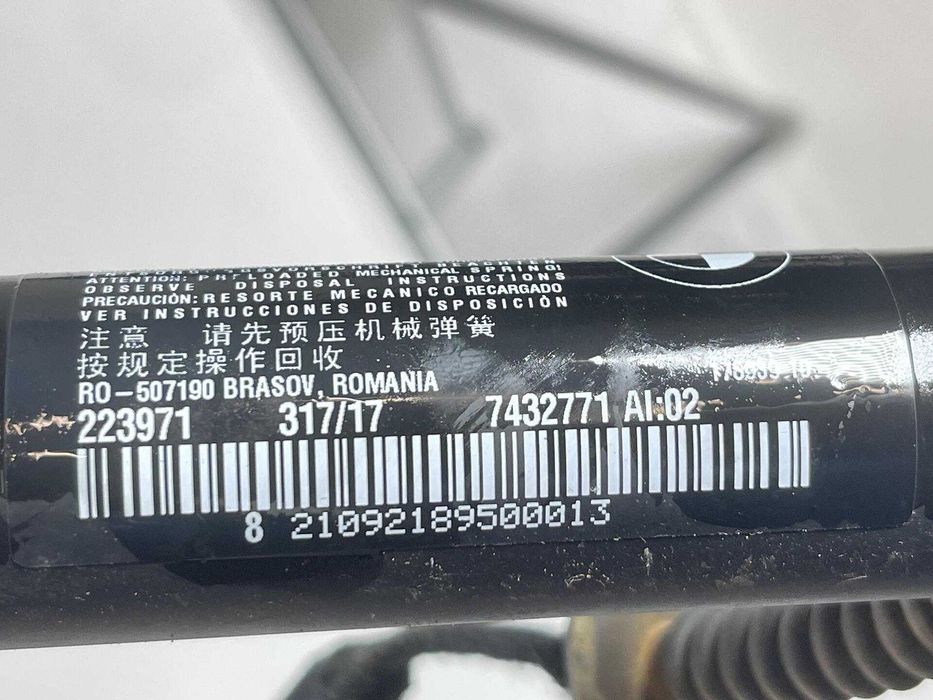 ATTENTION: PRELOADED MECHANICAL SPRING!
OBSERVE DISPOSAL INSTRUCTIONS
PRECAUCIÓN: RESORTE MECANICO RECARGADO
VER INSTRUCCIONES DE DISPOSICIÓN
注意 请先预压机械弹簧
按规定操作回收
RO-507190 BRASOV, ROMANIA
223971 317/17 7432771 AI:02
8 21092189500013